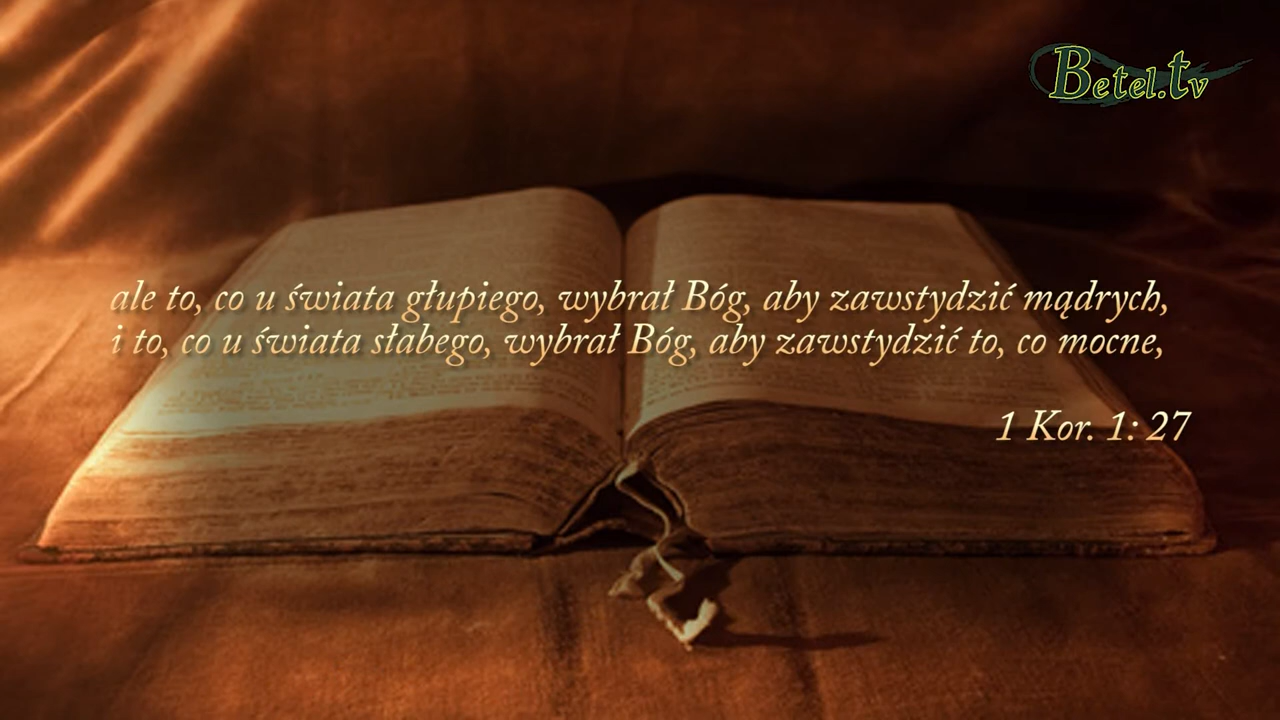 Betel.tv
ale to, co u świata głupiego, wybrał Bóg, aby zawstydzić mądrych,
i to, co u świata słabego, wybrał Bóg, aby zawstydzić to, co mocne,
1 Kor. 1: 27